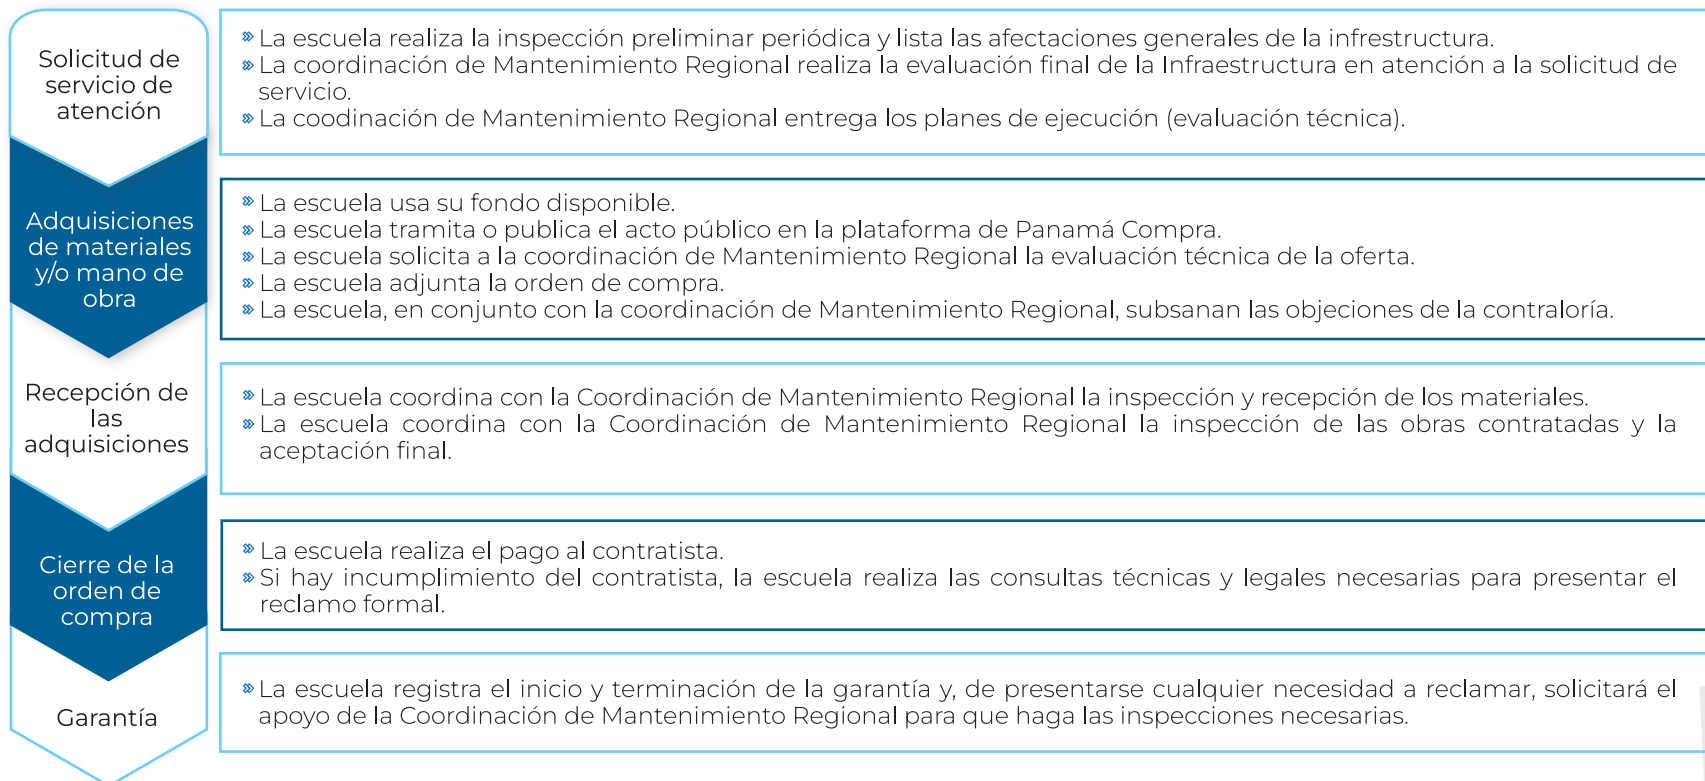 Solicitud de
servicio de
atención
» La escuela realiza la inspección preliminar periódica y lista las afectaciones generales de la infrestructura.
» La coordinación de Mantenimiento Regional realiza la evaluación final de la Infraestructura en atención a la solicitud de
servicio.
» La coodinación de Mantenimiento Regional entrega los planes de ejecución (evaluación técnica).
Adquisiciones
de materiales
y/o mano de
obra
» La escuela usa su fondo disponible.
» La escuela tramita o publica el acto público en la plataforma de Panamá Compra.
» La escuela solicita a la coordinación de Mantenimiento Regional la evaluación técnica de la oferta.
» La escuela adjunta la orden de compra.
» La escuela, en conjunto con la coordinación de Mantenimiento Regional, subsanan las objeciones de la contraloría.
Recepción de
las
adquisiciones
» La escuela coordina con la Coordinación de Mantenimiento Regional la inspección y recepción de los materiales.
» La escuela coordina con la Coordinación de Mantenimiento Regional la inspección de las obras contratadas y la
aceptación final.
Cierre de la
orden de
compra
» La escuela realiza el pago al contratista.
» Si hay incumplimiento del contratista, la escuela realiza las consultas técnicas y legales necesarias para presentar el
reclamo formal.
Garantía
» La escuela registra el inicio y terminación de la garantía y, de presentarse cualquier necesidad a reclamar, solicitará el
apoyo de la Coordinación de Mantenimiento Regional para que haga las inspecciones necesarias.